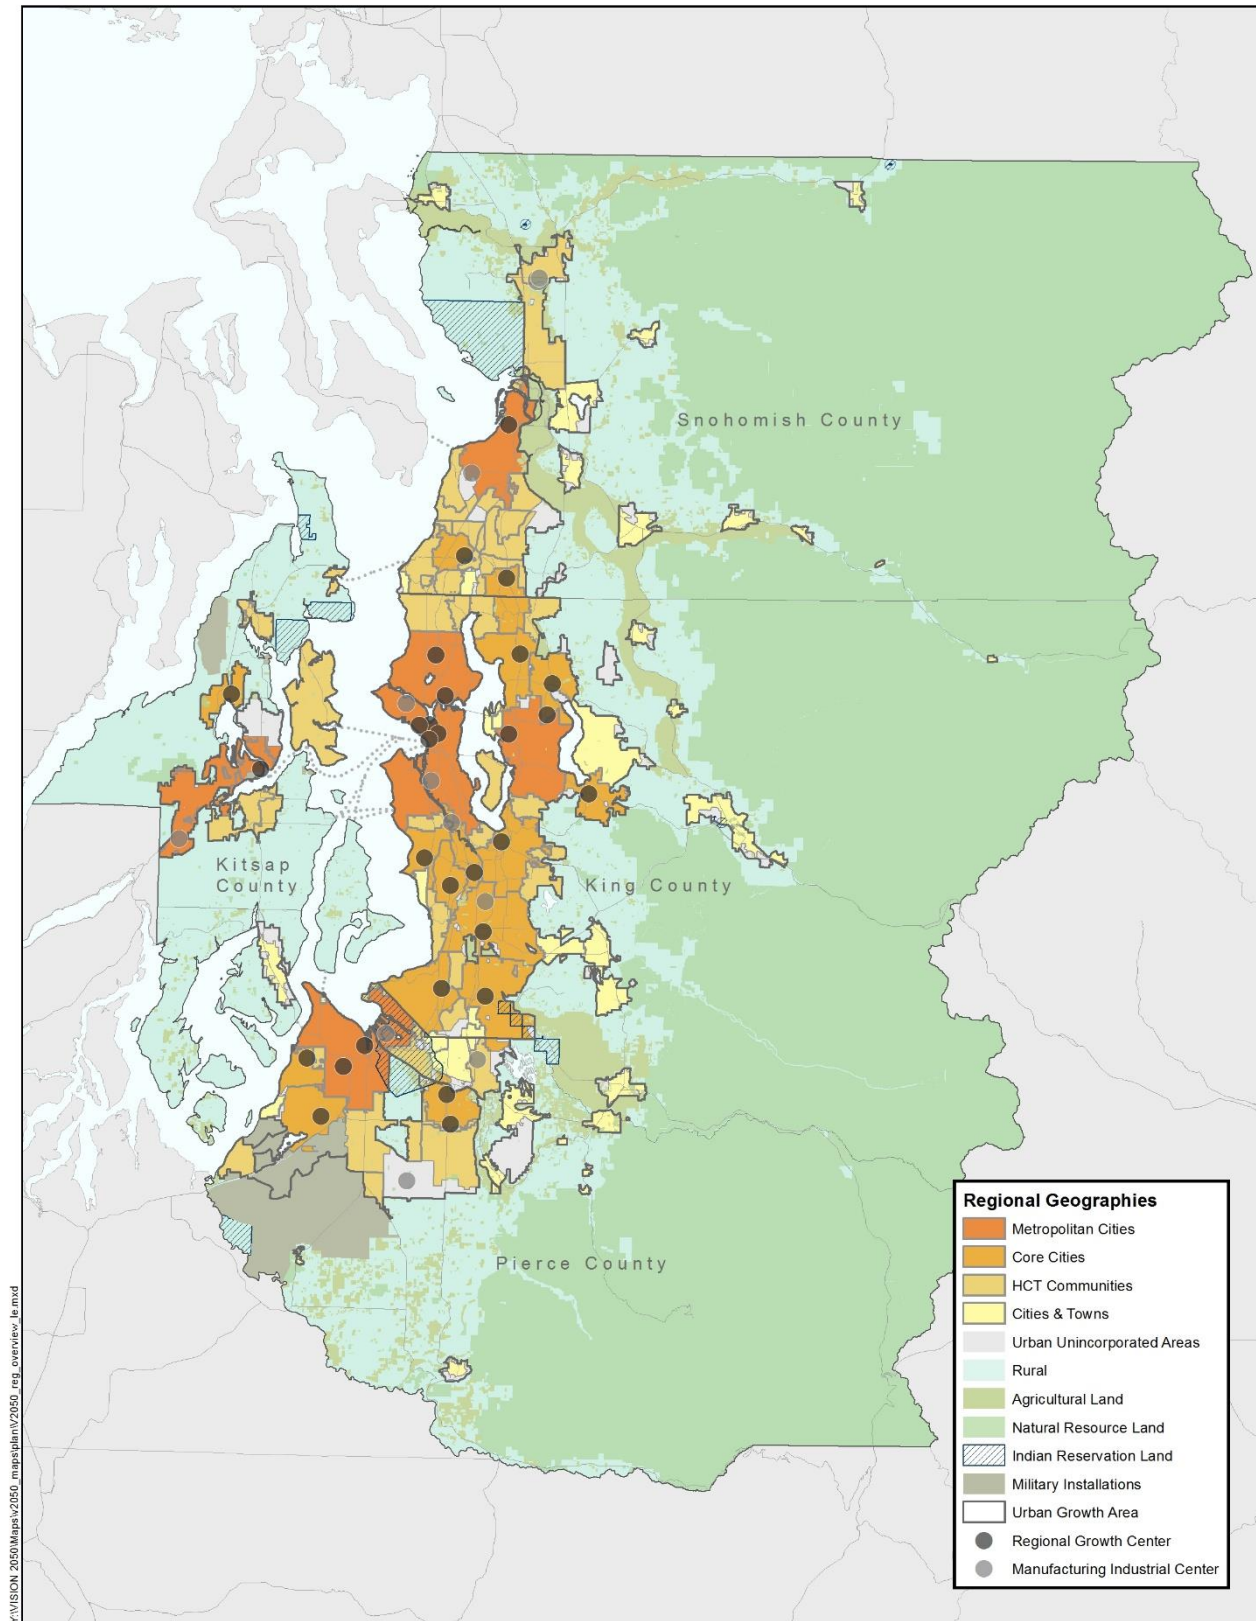 Snohomish County
Kitsap
County
King County
Pierce County
Regional Geographies
Metropolitan Cities
Core Cities
HCT Communities
Cities & Towns
Urban Unincorporated Areas
Rural
Agricultural Land
Natural Resource Land
Indian Reservation Land
Military Installations
Urban Growth Area
Regional Growth Center
Manufacturing Industrial Center
Y:\VISION 2050\Maps\v2050_maps\plan\V2050_reg_overview_le.mxd